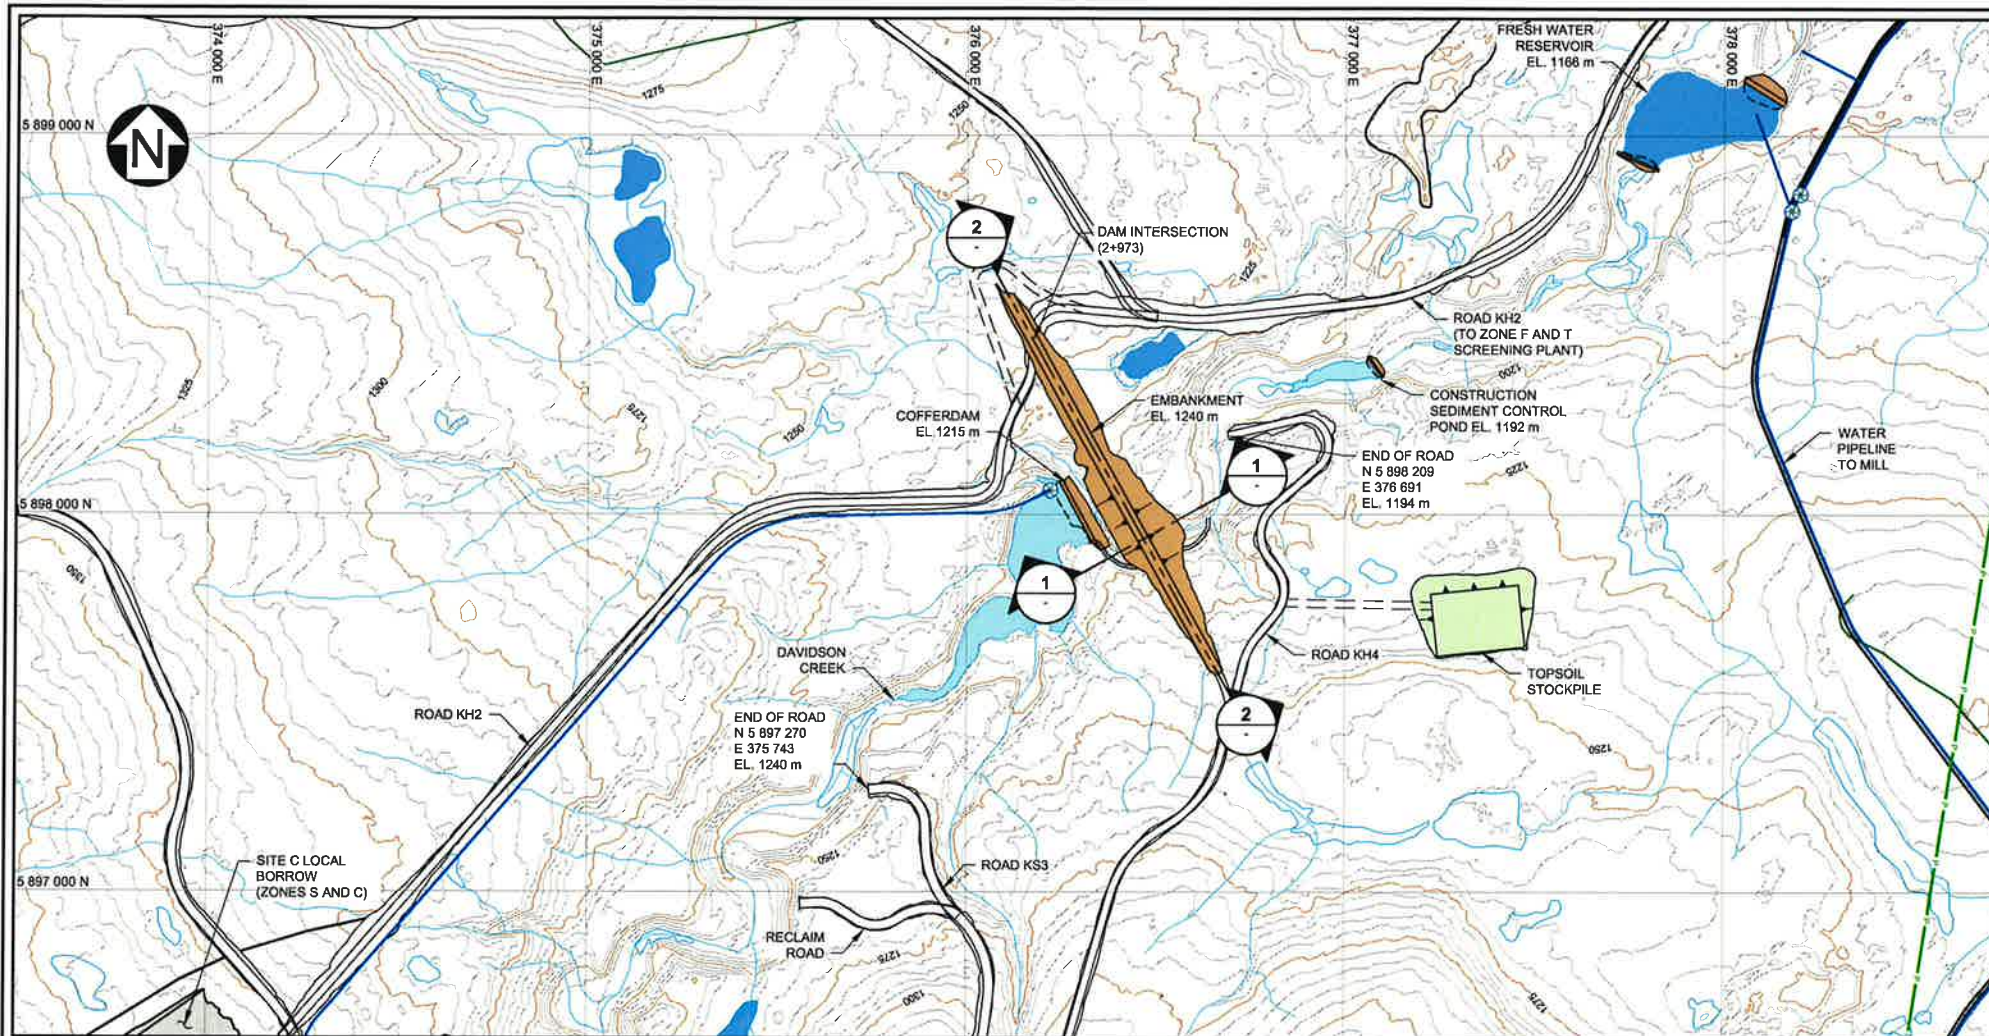 374 000 E
375 000 E
376 000 E
377 000 E
378 000 E
FRESH WATER
RESERVOIR
EL. 1166 m
1275
1250
5 899 000 N
N
2
-
DAM INTERSECTION
(2+973)
1225
ROAD KH2
(TO ZONE F AND T
SCREENING PLANT)
1200
1325
1300
1275
1250
COFFERDAM
EL. 1215 m
EMBANKMENT
EL. 1240 m
CONSTRUCTION
SEDIMENT CONTROL
POND EL. 1192 m
WATER
PIPELINE
TO MILL
1
-
END OF ROAD
N 5 898 209
E 376 691
EL. 1194 m
1225
5 898 000 N
1350
1
-
DAVIDSON
CREEK
ROAD KH4
TOPSOIL
STOCKPILE
ROAD KH2
END OF ROAD
N 5 897 270
E 375 743
EL. 1240 m
2
-
1250
P
P
P
P
SITE C LOCAL
BORROW
(ZONES S AND C)
1250
ROAD KS3
5 897 000 N
RECLAIM
ROAD
1275
1300
1275